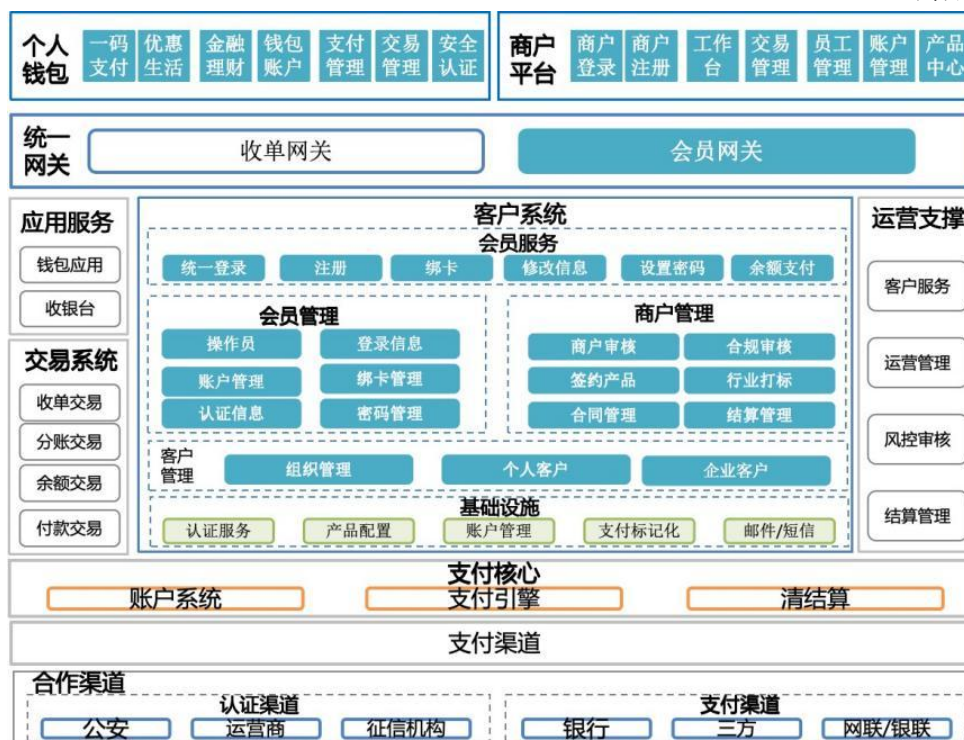 个人
钱包
一码
支付
优惠
生活
金融
理财
钱包
账户
支付
管理
交易
管理
安全
认证
商户
平台
商户
登录
商户
注册
工作
台
交易
管理
员工
管理
账户
管理
产品
中心
统一
网关
收单网关
会员网关
应用服务
钱包应用
收银台
交易系统
收单交易
分账交易
余额交易
付款交易
客户系统
会员服务
统一登录
注册
绑卡
修改信息
设置密码
余额支付
会员管理
操作员
登录信息
账户管理
绑卡管理
认证信息
密码管理
商户管理
商户审核
合规审核
签约产品
行业打标
合同管理
结算管理
客户
管理
组织管理
个人客户
企业客户
基础设施
认证服务
产品配置
账户管理
支付标记化
邮件/短信
运营支撑
客户服务
运营管理
风控审核
结算管理
支付核心
账户系统
支付引擎
清结算
支付渠道
合作渠道
认证渠道
公安
运营商
征信机构
支付渠道
银行
三方
网联/银联